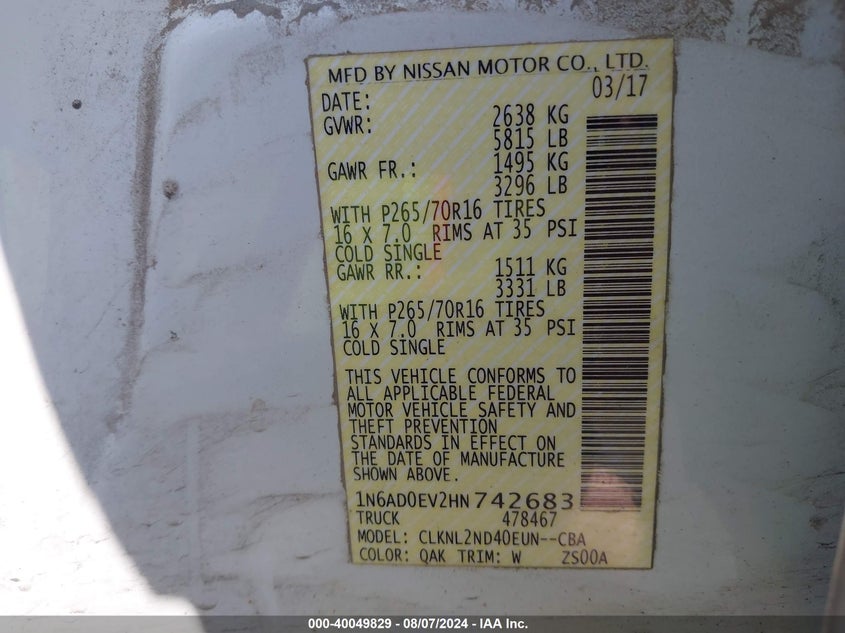 MFD BY NISSAN MOTOR CO., LTD.
DATE: 03/17
GVWR: 2638 KG
5815 LB
GAWR FR.: 1495 KG
3296 LB
WITH P265/70R16 TIRES
16 X 7.0 RIMS AT 35 PSI
COLD SINGLE
GAWR RR.: 1511 KG
3331 LB
WITH P265/70R16 TIRES
16 X 7.0 RIMS AT 35 PSI
COLD SINGLE
THIS VEHICLE CONFORMS TO
ALL APPLICABLE FEDERAL
MOTOR VEHICLE SAFETY AND
THEFT PREVENTION
STANDARDS IN EFFECT ON
THE DATE OF MANUFACTURE
SHOWN ABOVE.
1N6AD0EV2HN742683
TRUCK 478467
MODEL: CLKNL2ND40EUN--CBA
COLOR: QAK TRIM: W ZS00A
000-40049829 - 08/07/2024 - IAA Inc.